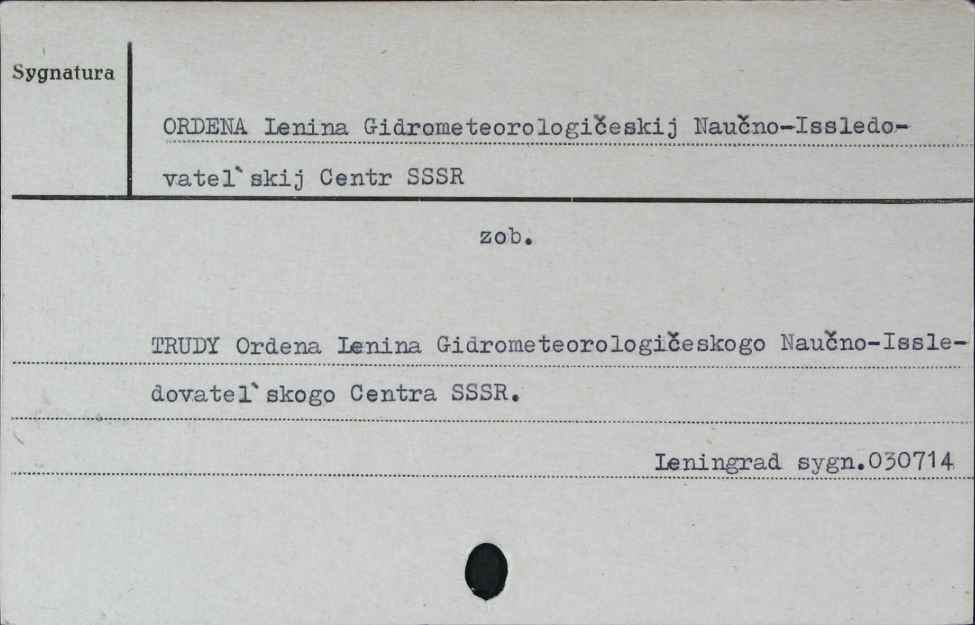 Sygnatura
ORDENA Lenina Gidrometeorologičeskij Naučno-Issledo-
vatel`skij Centr SSSR
zob.
TRUDY Ordena Lenina Gidrometeorologičeskogo Naučno-Issle-
dovatel`skogo Centra SSSR.
Leningrad sygn.030714